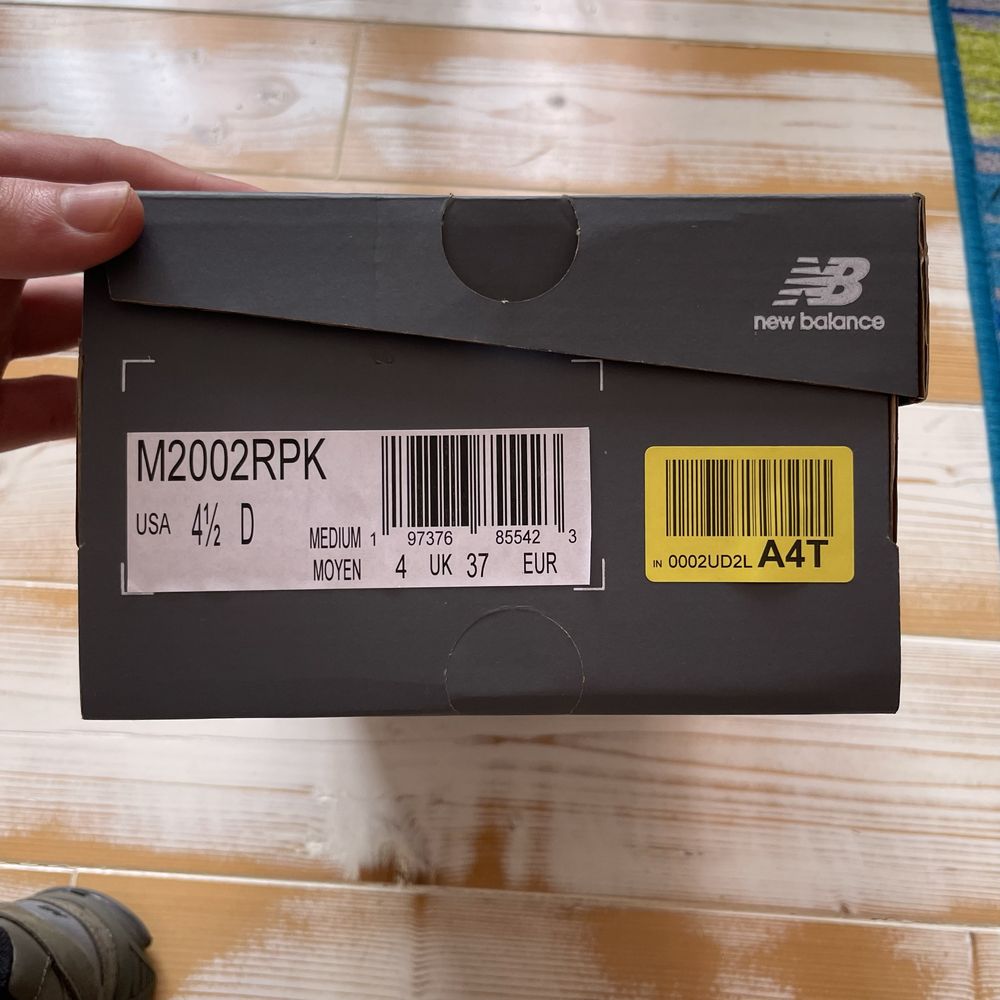 NB
new balance
M2002RPK
USA 4½ D
MEDIUM 1 97376 85542 3
MOYEN 4 UK 37 EUR
IN 0002UD2L A4T